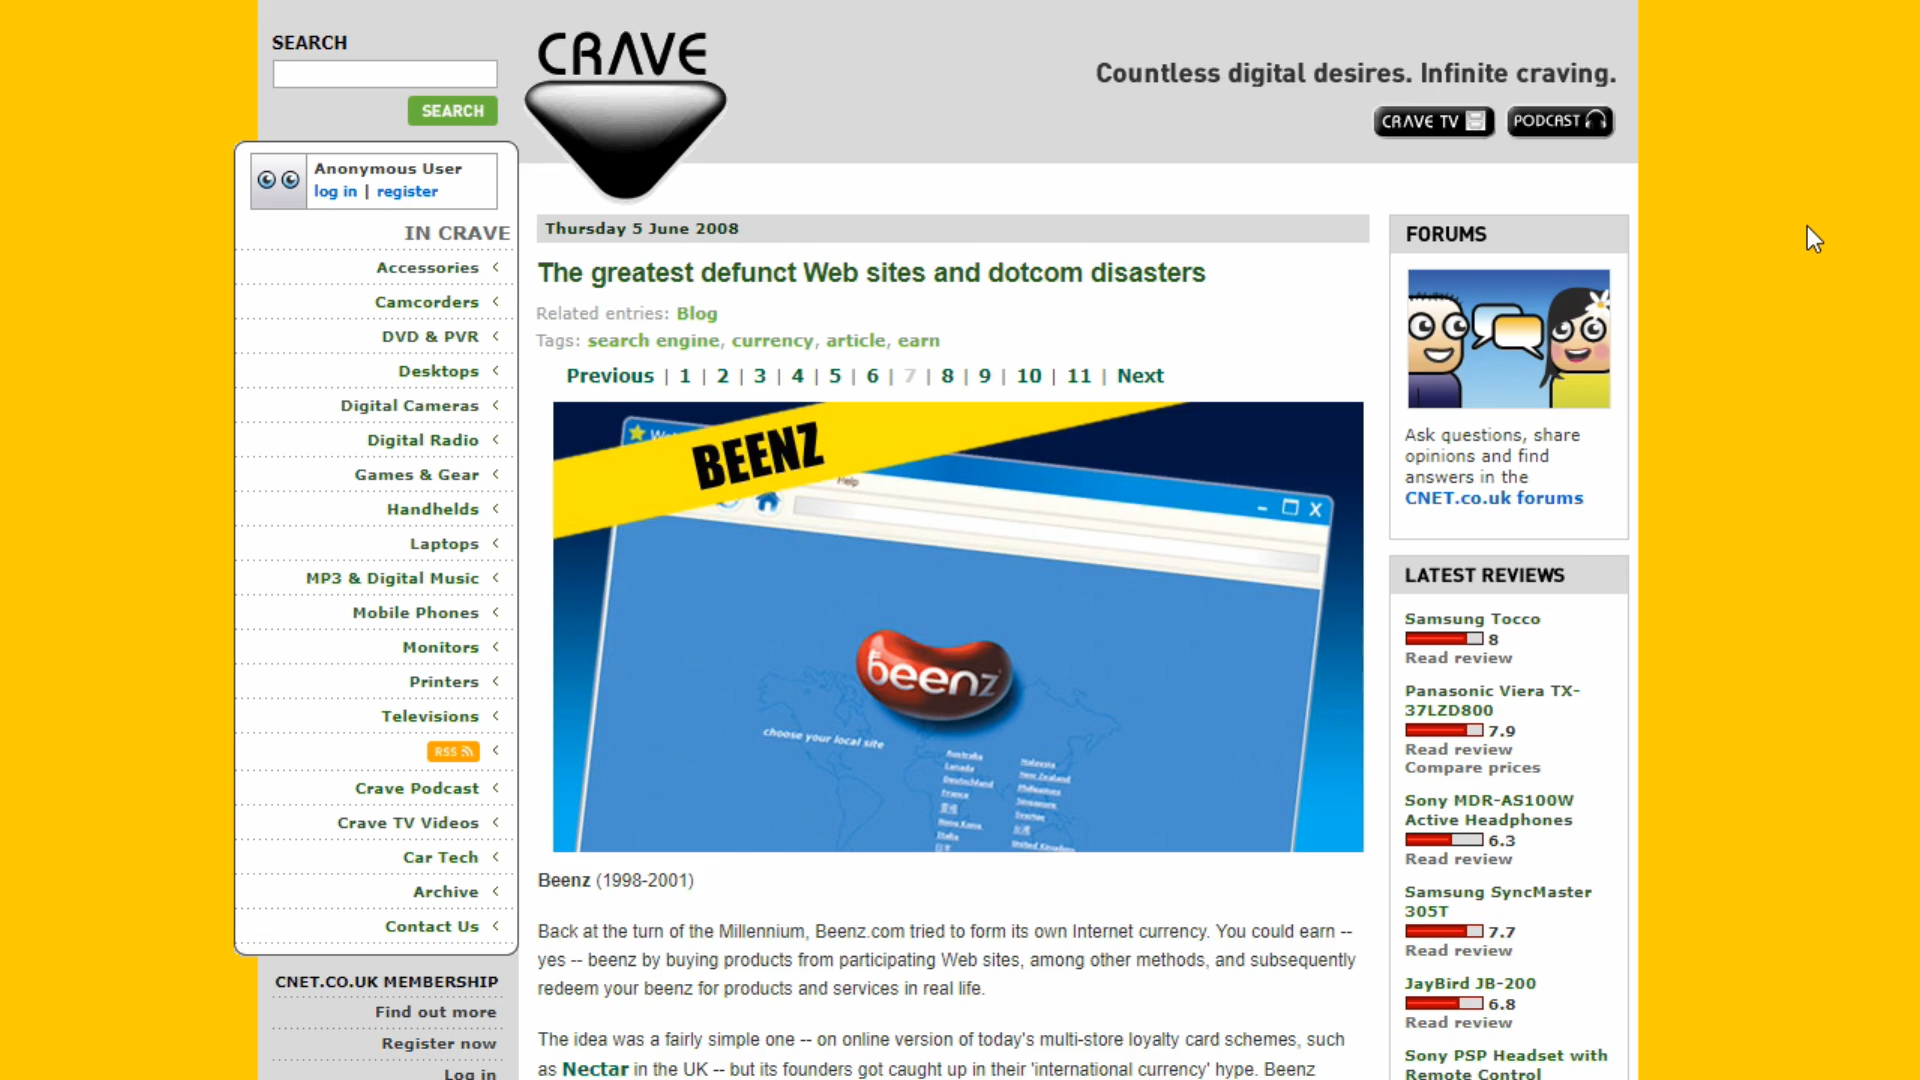 SEARCH
SEARCH
CRAVE
Countless digital desires. Infinite craving.
CRAVE TV
PODCAST
Anonymous User
log in | register
IN CRAVE
Accessories
Camcorders
DVD & PVR
Desktops
Digital Cameras
Digital Radio
Games & Gear
Handhelds
Laptops
MP3 & Digital Music
Mobile Phones
Monitors
Printers
Televisions
RSS
Crave Podcast
Crave TV Videos
Car Tech
Archive
Contact Us
CNET.CO.UK MEMBERSHIP
Find out more
Register now
Log in
Thursday 5 June 2008
The greatest defunct Web sites and dotcom disasters
Related entries: Blog
Tags: search engine, currency, article, earn
Previous | 1 | 2 | 3 | 4 | 5 | 6 | 7 | 8 | 9 | 10 | 11 | Next
BEENZ
Help
beenz
choose your local site
Australia
Canada
Deutschland
France
Hong Kong
Italia
Malaysia
New Zealand
Philippines
Singapore
Sverige
United Kingdom
Beenz (1998-2001)
Back at the turn of the Millennium, Beenz.com tried to form its own Internet currency. You could earn --
yes -- beenz by buying products from participating Web sites, among other methods, and subsequently
redeem your beenz for products and services in real life.
The idea was a fairly simple one -- on online version of today's multi-store loyalty card schemes, such
as Nectar in the UK -- but its founders got caught up in their 'international currency' hype. Beenz
FORUMS
Ask questions, share
opinions and find
answers in the
CNET.co.uk forums
LATEST REVIEWS
Samsung Tocco
8
Read review
Panasonic Viera TX-
37LZD800
7.9
Read review
Compare prices
Sony MDR-AS100W
Active Headphones
6.3
Read review
Samsung SyncMaster
305T
7.7
Read review
JayBird JB-200
6.8
Read review
Sony PSP Headset with
Remote Control